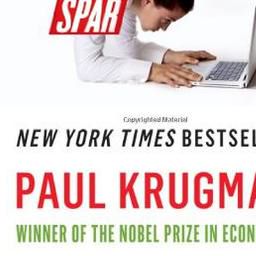 SPAR
Copyrighted Material
NEW YORK TIMES BESTSEL
PAUL KRUGMA
WINNER OF THE NOBEL PRIZE IN ECON